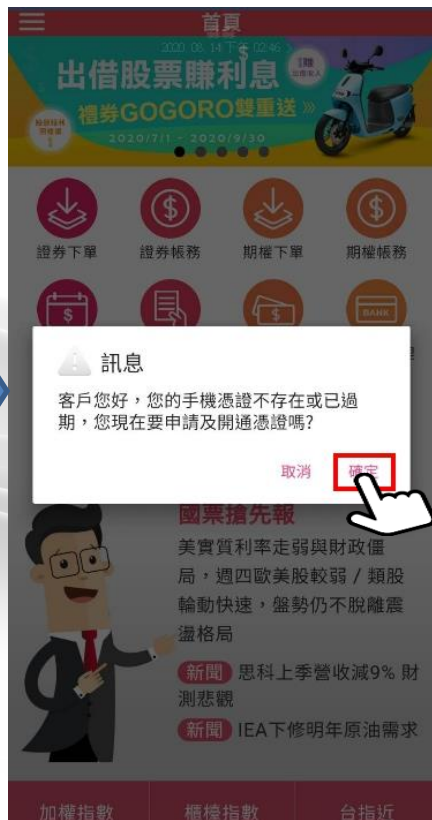 首頁
2020 08 14 下午 02:46
出借股票賺利息
禮券GOGORO雙重送 »
2020/7/1 - 2020/9/30
證券下單
證券帳務
期權下單
期權帳務
BANK
訊息
客戶您好，您的手機憑證不存在或已過
期，您現在要申請及開通憑證嗎?
取消
確定
國票搶先報
美實質利率走弱與財政僵
局，週四歐美股較弱 / 類股
輪動快速，盤勢仍不脫離震
盪格局
新聞 思科上季營收減9% 財
測悲觀
新聞 IEA下修明年原油需求
加權指數
櫃檯指數
台指近